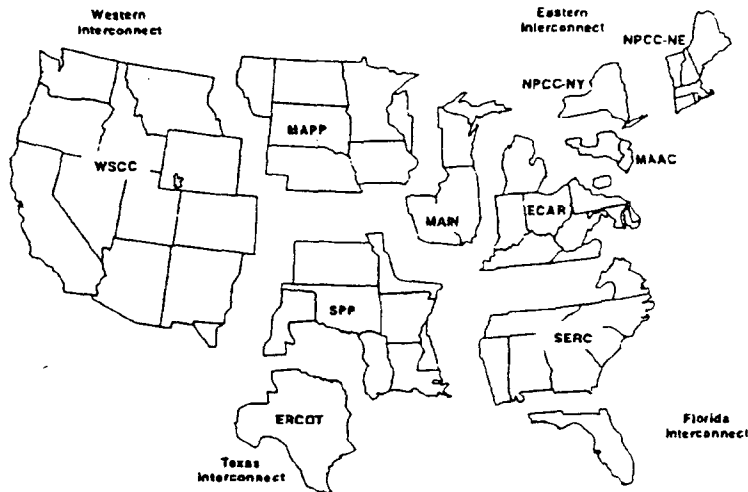 Western
Interconnect
Eastern
Interconnect
NPCC-NE
NPCC-NY
MAPP
WSCC
MAAC
MAIN
ECAR
SPP
SERC
ERCOT
Florida
Interconnect
Texas
Interconnect